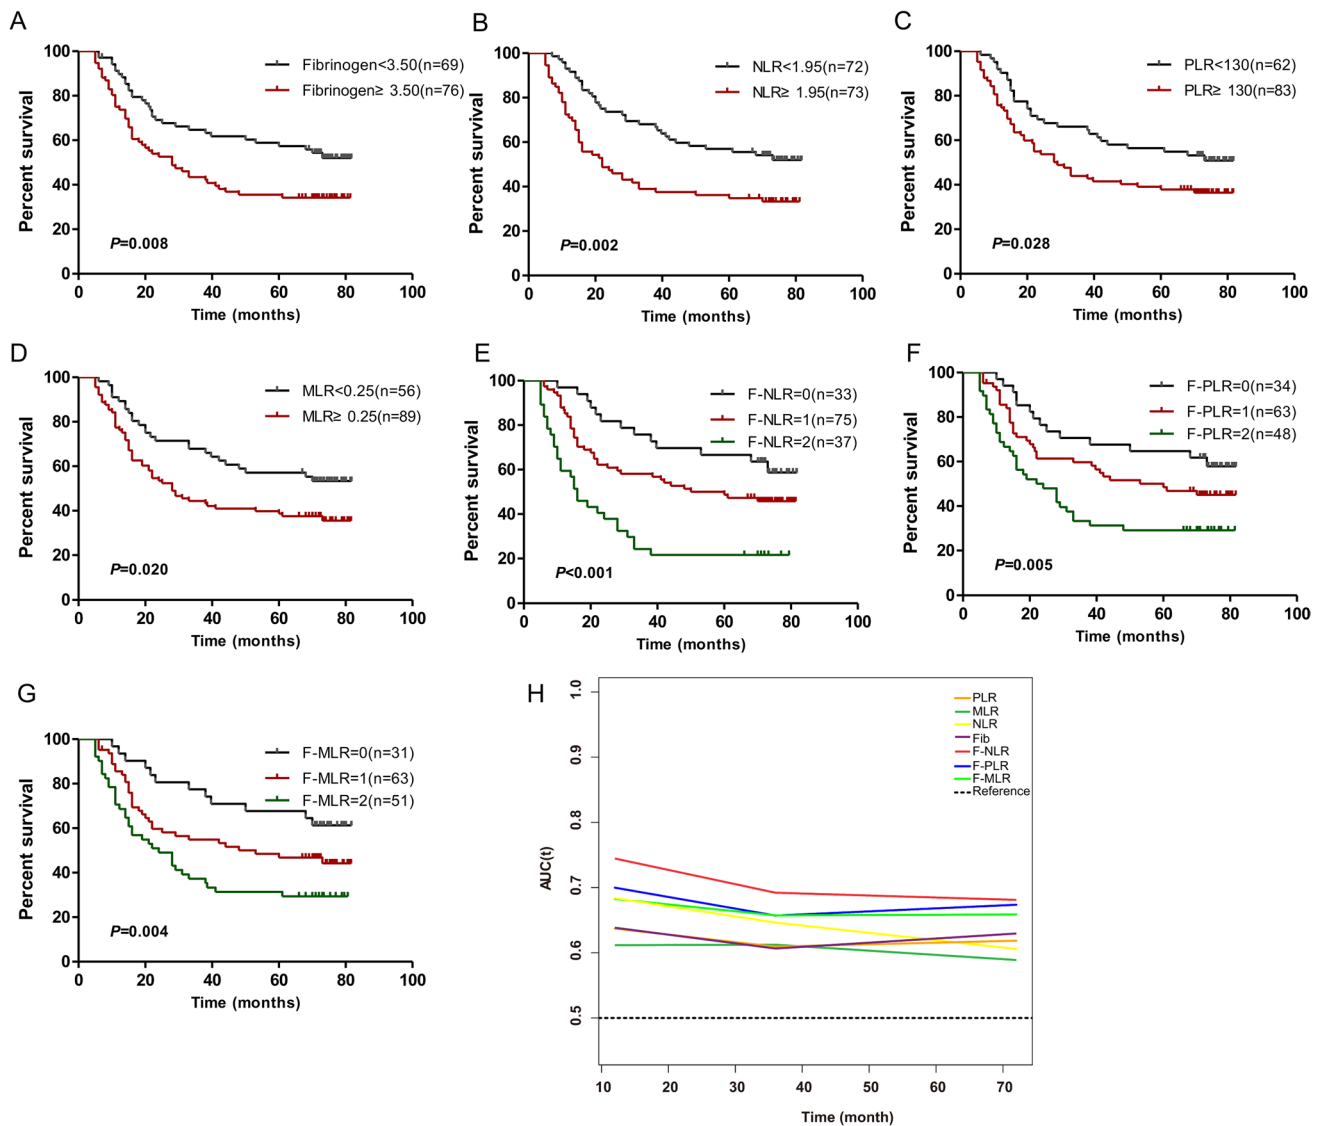 A
Percent survival
100
80
60
40
20
0
Fibrinogen<3.50(n=69)
Fibrinogen≥ 3.50(n=76)
P=0.008
0 20 40 60 80 100
Time (months)
B
Percent survival
100
80
60
40
20
0
NLR<1.95(n=72)
NLR≥ 1.95(n=73)
P=0.002
0 20 40 60 80 100
Time (months)
C
Percent survival
100
80
60
40
20
0
PLR<130(n=62)
PLR≥ 130(n=83)
P=0.028
0 20 40 60 80 100
Time (months)
D
Percent survival
100
80
60
40
20
0
MLR<0.25(n=56)
MLR≥ 0.25(n=89)
P=0.020
0 20 40 60 80 100
Time (months)
E
Percent survival
100
80
60
40
20
0
F-NLR=0(n=33)
F-NLR=1(n=75)
F-NLR=2(n=37)
P<0.001
0 20 40 60 80 100
Time (months)
F
Percent survival
100
80
60
40
20
0
F-PLR=0(n=34)
F-PLR=1(n=63)
F-PLR=2(n=48)
P=0.005
0 20 40 60 80 100
Time (months)
G
Percent survival
100
80
60
40
20
0
F-MLR=0(n=31)
F-MLR=1(n=63)
F-MLR=2(n=51)
P=0.004
0 20 40 60 80 100
Time (months)
H
AUC(t)
1.0
0.9
0.8
0.7
0.6
0.5
PLR
MLR
NLR
Fib
F-NLR
F-PLR
F-MLR
Reference
10 20 30 40 50 60 70
Time (month)